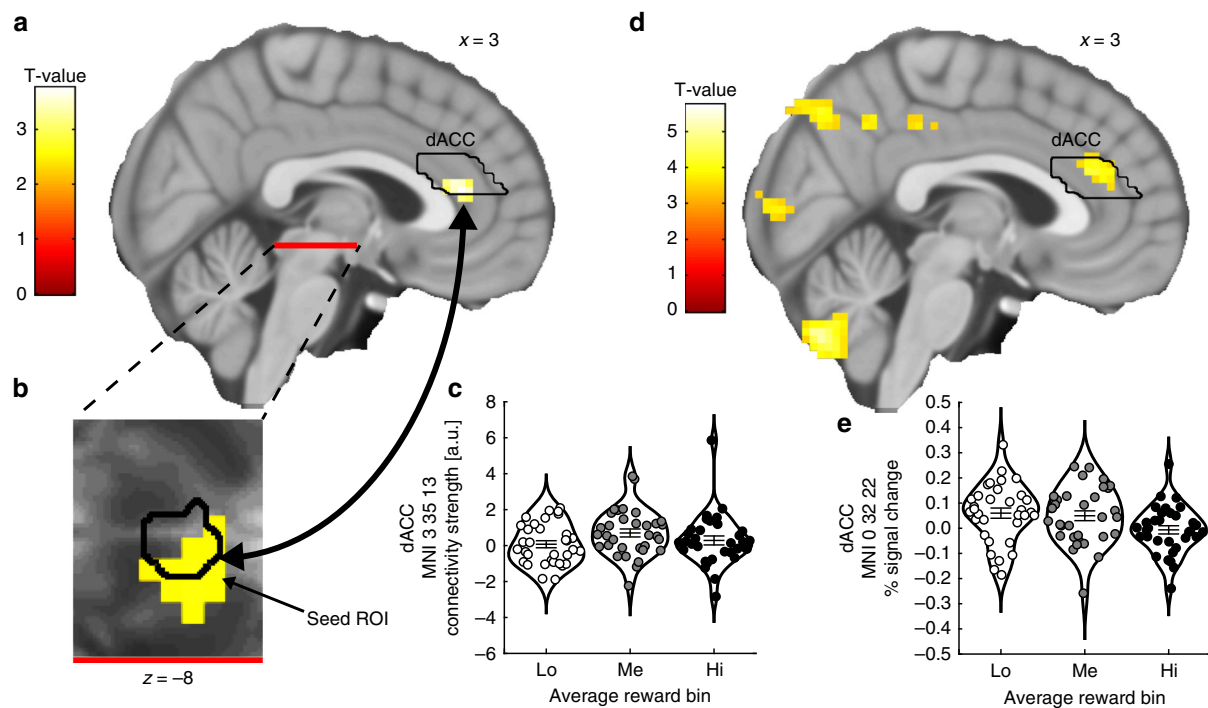 a
x = 3
T-value
3
2
1
0
dACC
b
Seed ROI
z = –8
c
dACC
MNI 3 35 13
connectivity strength [a.u.]
8
6
4
2
0
–2
–4
–6
Lo
Me
Hi
Average reward bin
d
x = 3
T-value
5
4
3
2
1
0
dACC
e
dACC
MNI 0 32 22
% signal change
0.5
0.4
0.3
0.2
0.1
0.0
–0.1
–0.2
–0.3
–0.4
–0.5
Lo
Me
Hi
Average reward bin